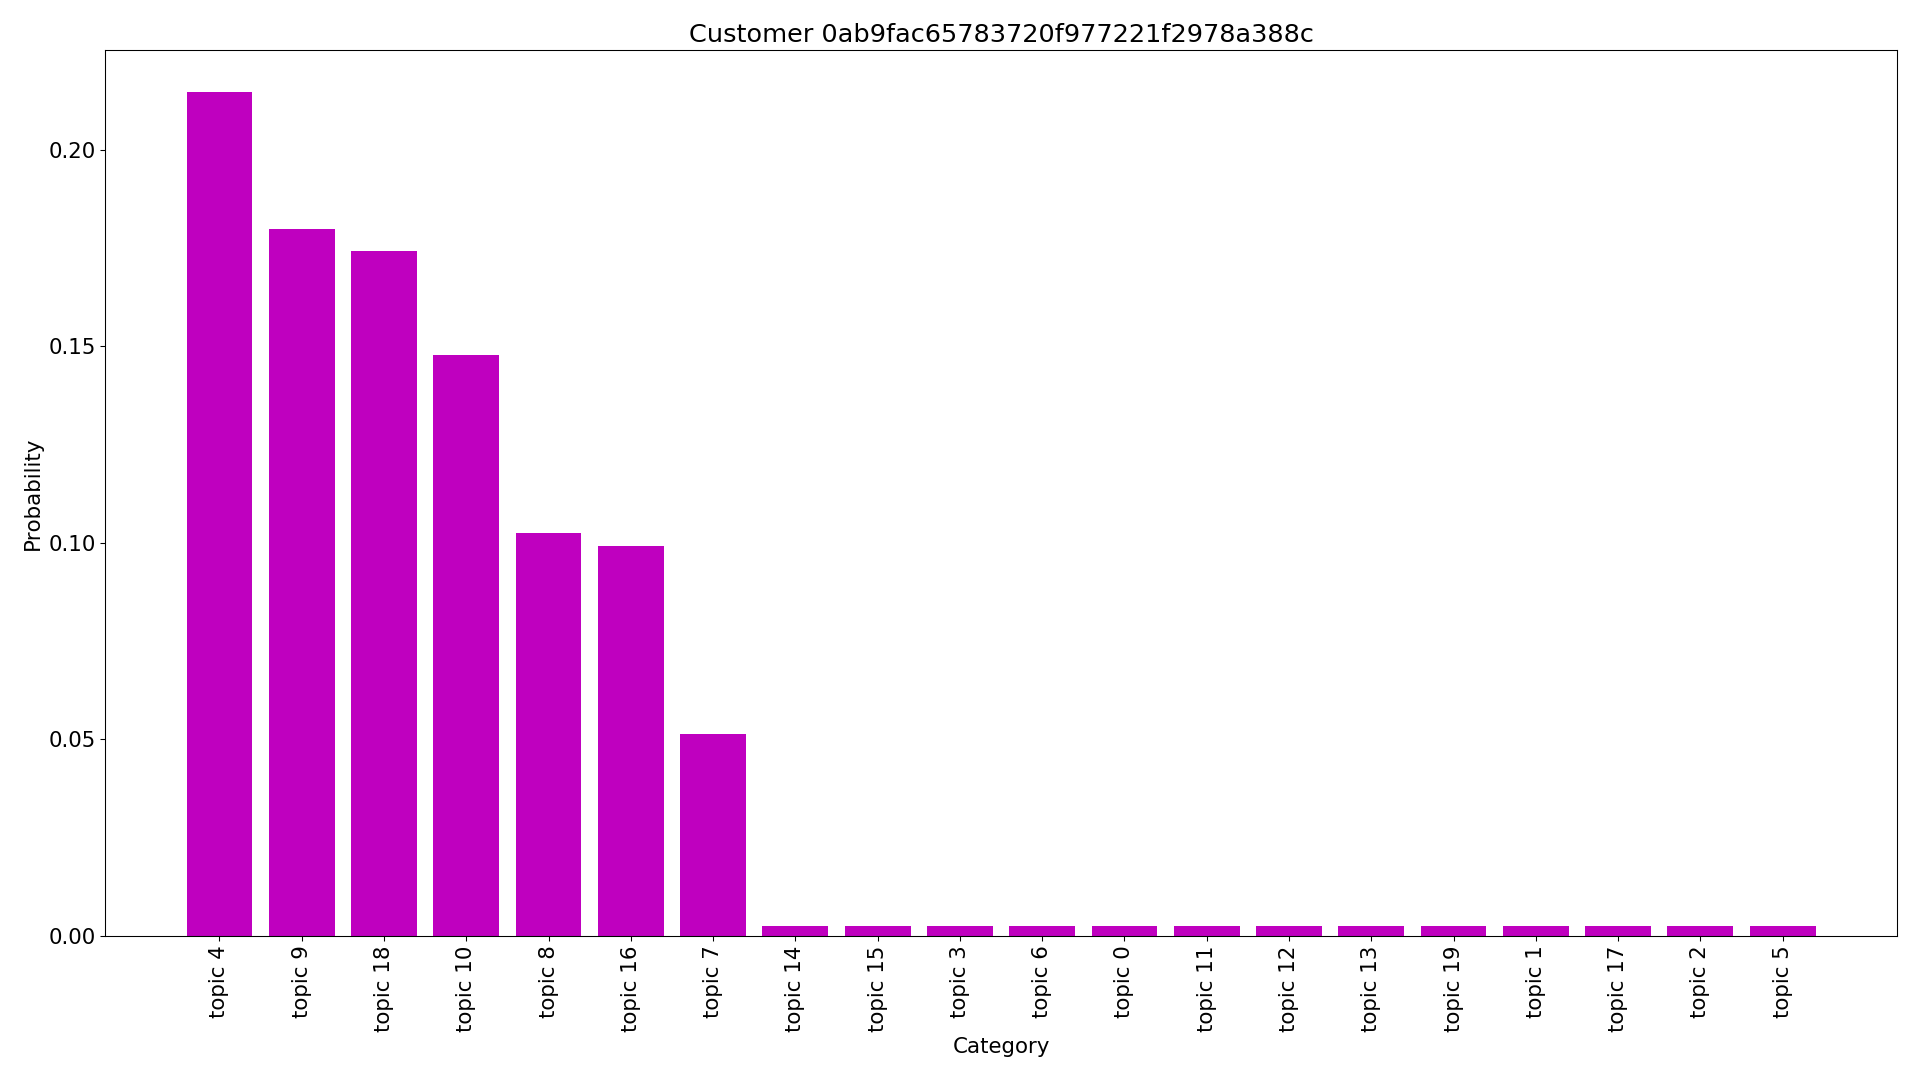 Customer 0ab9fac65783720f977221f2978a388c
Probability
0.20
0.15
0.10
0.05
0.00
topic 4
topic 9
topic 18
topic 10
topic 8
topic 16
topic 7
topic 14
topic 15
topic 3
topic 6
topic 0
topic 11
topic 12
topic 13
topic 19
topic 1
topic 17
topic 2
topic 5
Category